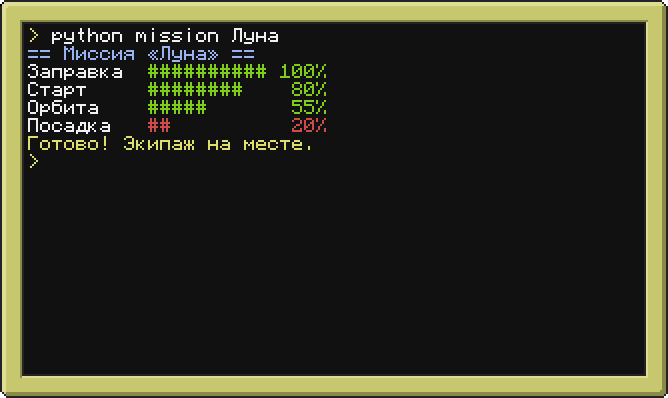 > python mission Луна
== Миссия «Луна» ==
Заправка  ########## 100%
Старт     ########    80%
Орбита    #####       55%
Посадка   ##          20%
Готово! Экипаж на месте.
>